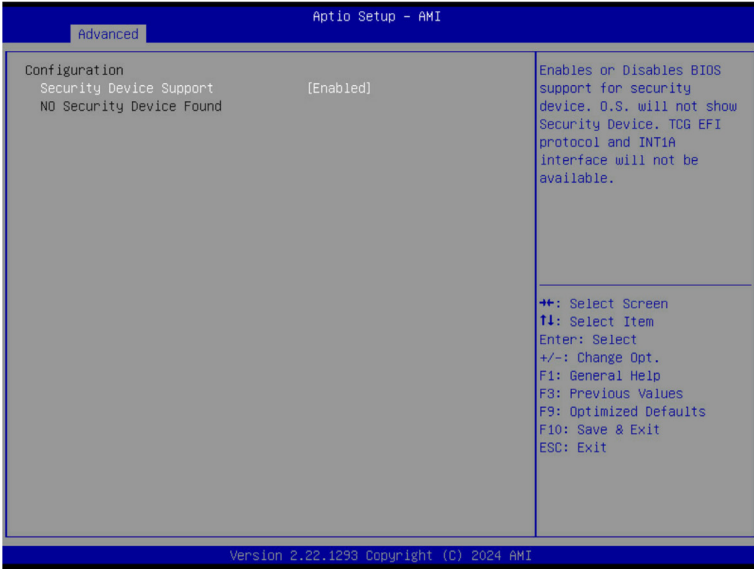 Aptio Setup - AMI
Advanced
Configuration
Security Device Support [Enabled]
NO Security Device Found
Enables or Disables BIOS
support for security
device. O.S. will not show
Security Device. TCG EFI
protocol and INT1A
interface will not be
available.
→←: Select Screen
↑↓: Select Item
Enter: Select
+/-: Change Opt.
F1: General Help
F3: Previous Values
F9: Optimized Defaults
F10: Save & Exit
ESC: Exit
Version 2.22.1293 Copyright (C) 2024 AMI